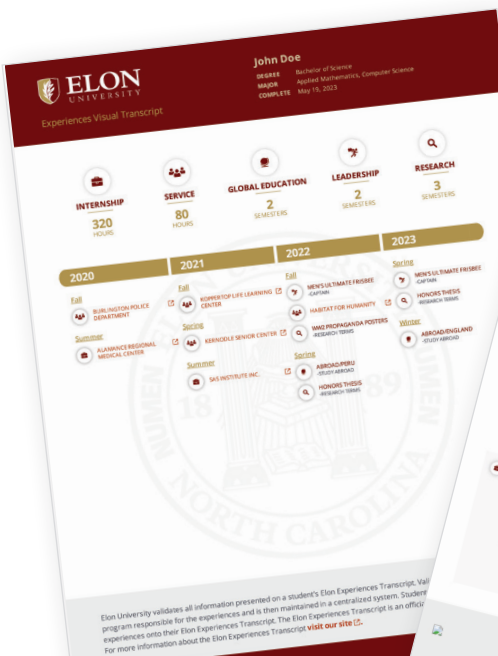 ELON
UNIVERSITY
Experiences Visual Transcript
John Doe
DEGREE Bachelor of Science
MAJOR Applied Mathematics, Computer Science
COMPLETE May 19, 2023
INTERNSHIP
320
HOURS
SERVICE
80
HOURS
GLOBAL EDUCATION
2
SEMESTERS
LEADERSHIP
2
SEMESTERS
RESEARCH
3
SEMESTERS
2020
Fall
BURLINGTON POLICE
DEPARTMENT
Summer
ALAMANCE REGIONAL
MEDICAL CENTER
2021
Fall
KOPPERTOP LIFE LEARNING
CENTER
Spring
KERNODLE SENIOR CENTER
Summer
SAS INSTITUTE INC.
2022
Fall
MEN'S ULTIMATE FRISBEE
-CAPTAIN
HABITAT FOR HUMANITY
WW2 PROPAGANDA POSTERS
-RESEARCH TERMS
Spring
ABROAD/PERU
-STUDY ABROAD
HONORS THESIS
-RESEARCH TERMS
2023
Spring
MEN'S ULTIMATE FRISBEE
-CAPTAIN
HONORS THESIS
-RESEARCH TERMS
Winter
ABROAD/ENGLAND
-STUDY ABROAD
18 89
NORTH CAROLINA
Elon University validates all information presented on a student's Elon Experiences Transcript.
program responsible for the experiences and is then maintained in a centralized system.
experiences onto their Elon Experiences Transcript. The Elon Experiences Transcript is an
For more information about the Elon Experiences Transcript visit our site.